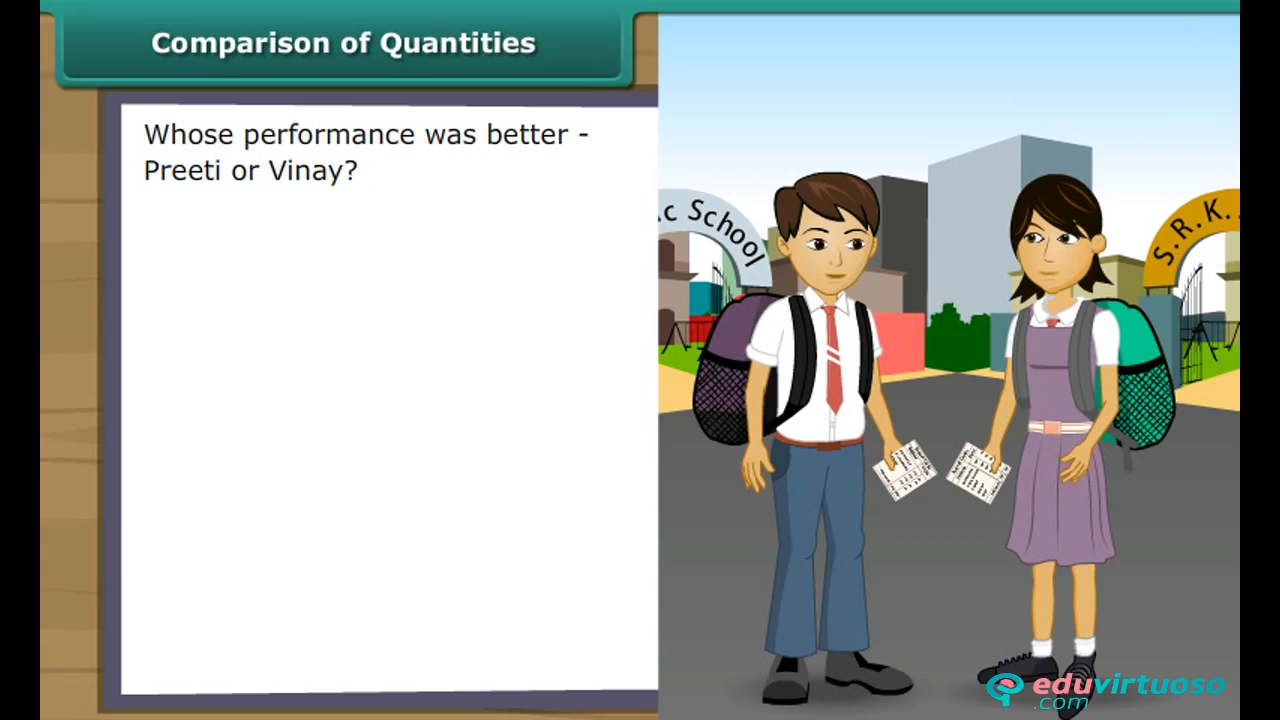 Comparison of Quantities
Whose performance was better -
Preeti or Vinay?
c School
S. R. K.
eduvirtuoso
.com